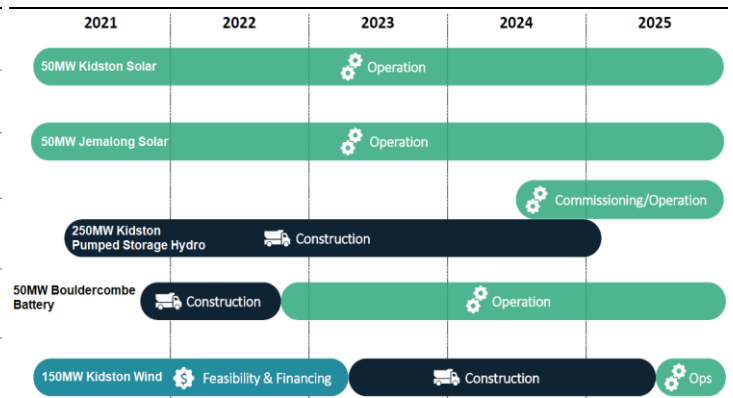 2021 2022 2023 2024 2025
50MW Kidston Solar Operation
50MW Jemalong Solar Operation
Commissioning/Operation
250MW Kidston
Pumped Storage Hydro Construction
50MW Bouldercombe
Battery Construction Operation
150MW Kidston Wind Feasibility & Financing Construction Ops